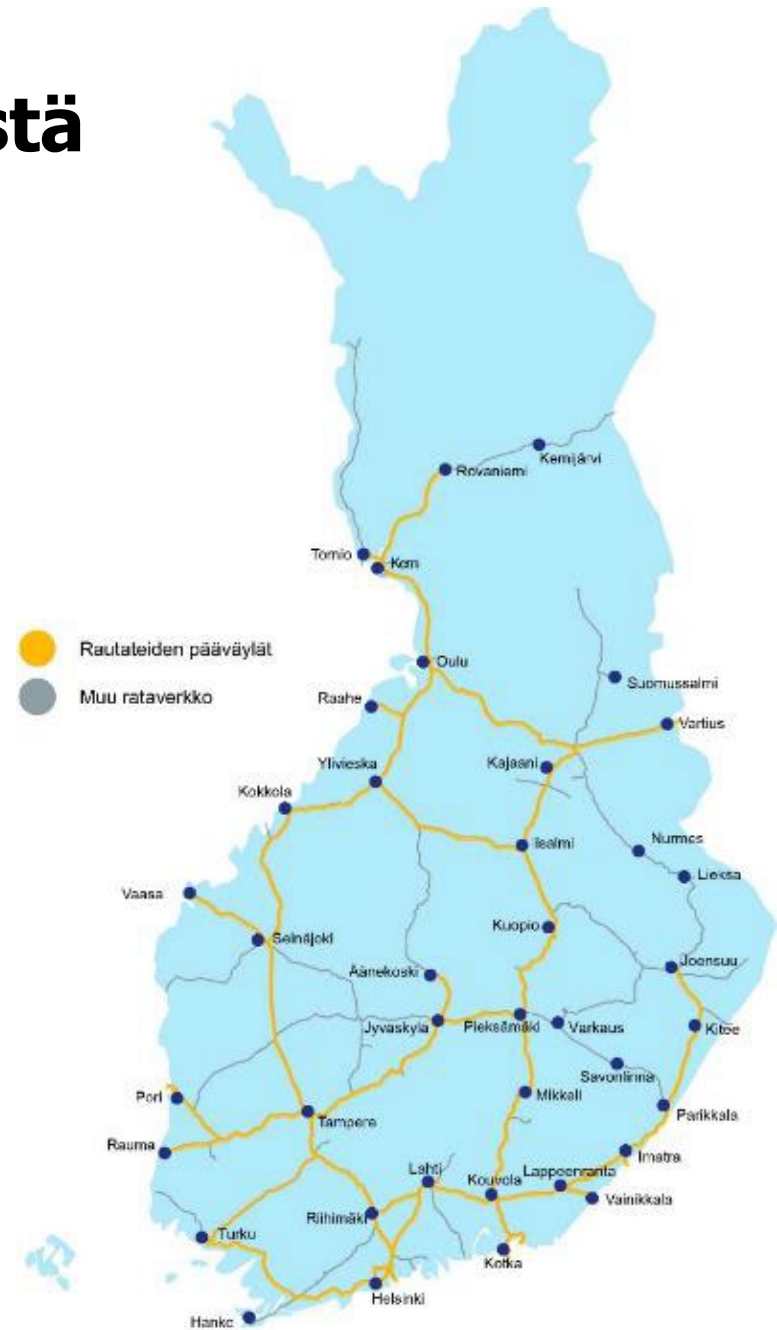 stä
Kemijärvi
Rovaniemi
Tornio
Kem
Rautateiden pääväylät
Oulu
Muu rataverkko
Suomussalmi
Raahe
Vartius
Ylivieska
Kajaani
Kokkola
Iisalmi
Nurmes
Lieksa
Vaasa
Kuopio
Seinäjoki
Joensuu
Äänekoski
Jyvaskyla
Pieksämäki
Varkaus
Kitee
Savonlinna
Pori
Mikkeli
Parikkala
Tampere
Rauma
Imatra
Lahti
Lappeenranta
Kouvola
Vainikkala
Riihimäki
Turku
Kotka
Helsinki
Hanko